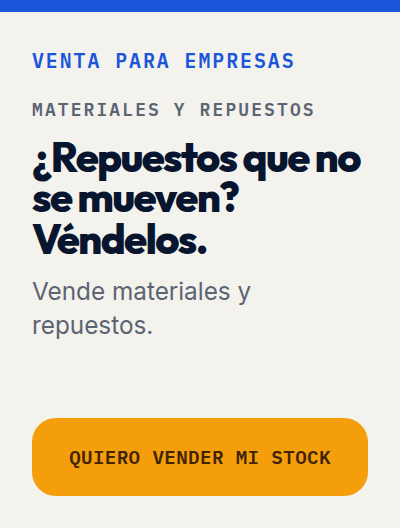 VENTA PARA EMPRESAS
MATERIALES Y REPUESTOS
¿Repuestos que no
se mueven?
Véndelos.
Vende materiales y
repuestos.
QUIERO VENDER MI STOCK